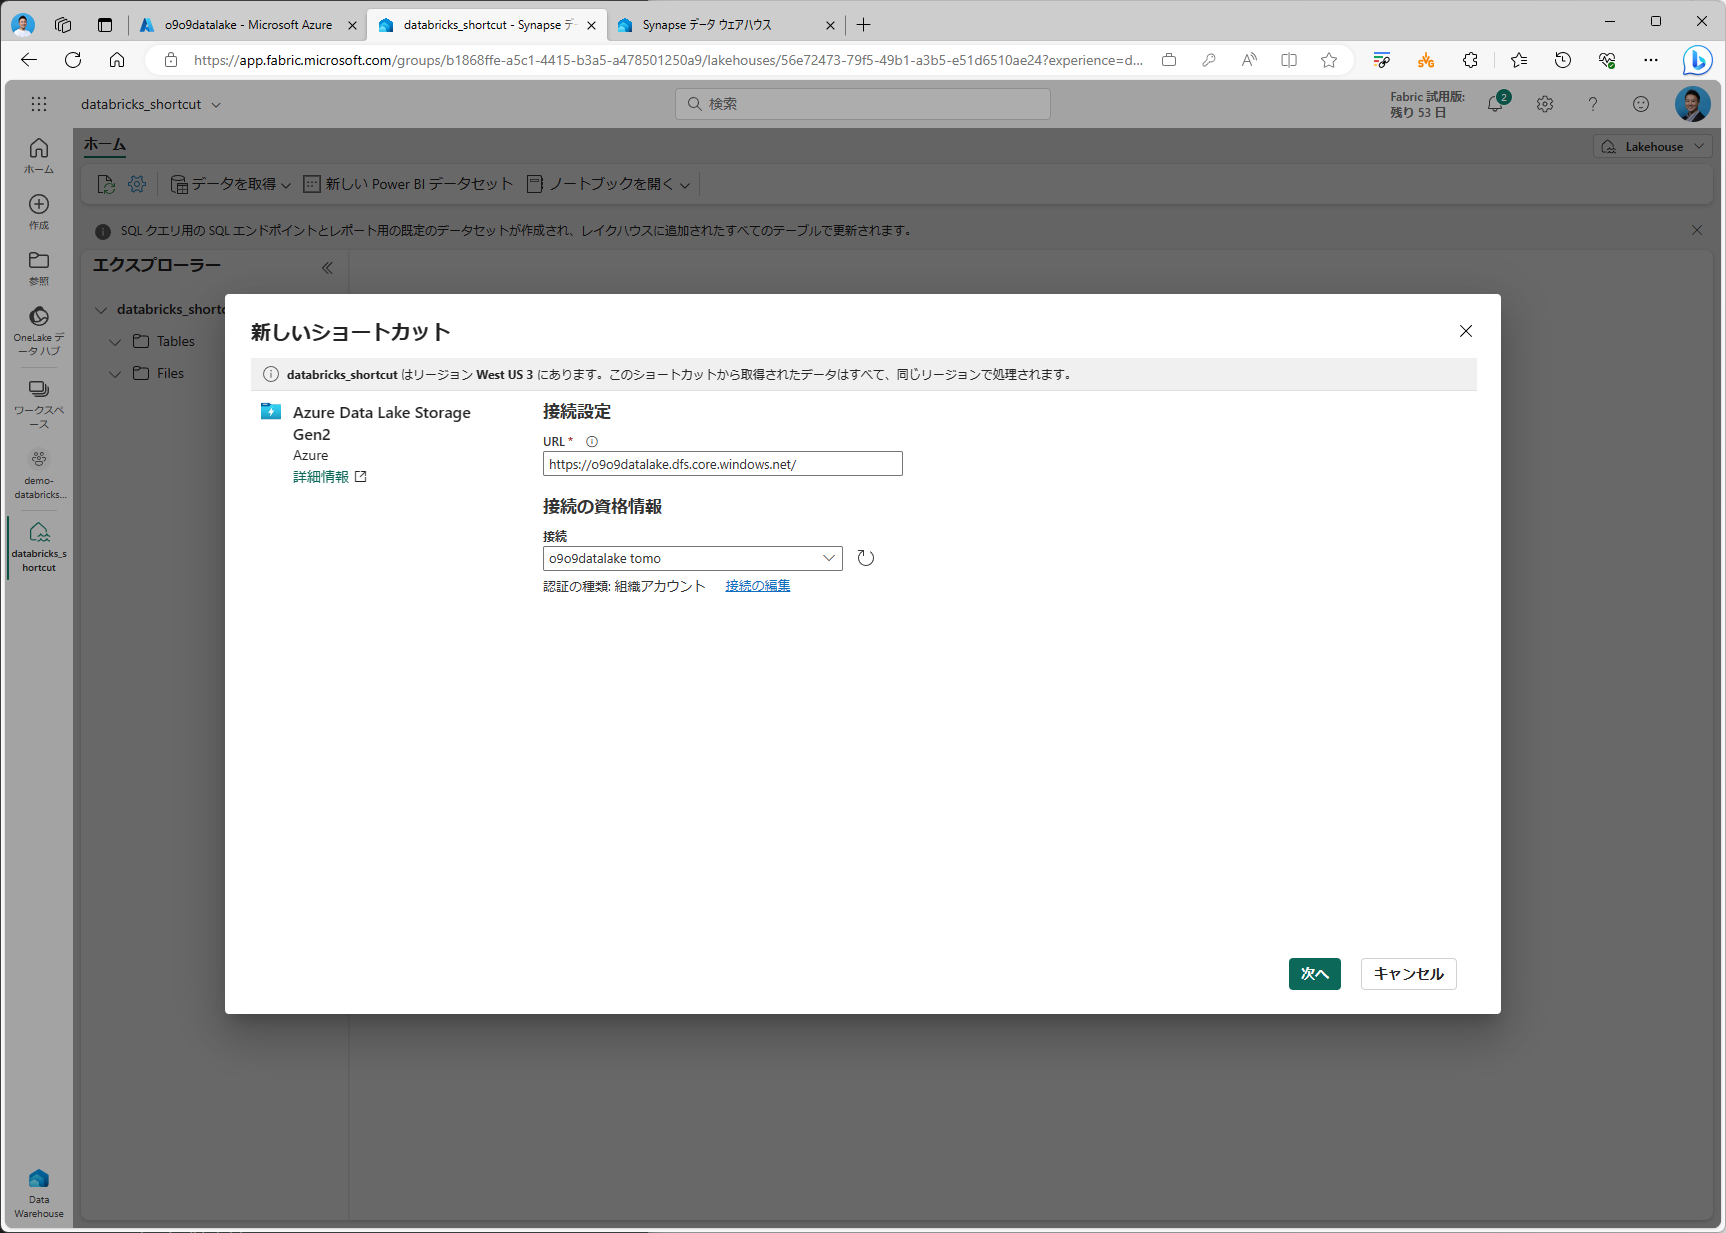 o9o9datalake - Microsoft Azure
databricks_shortcut - Synapse デ
Synapse データ ウェアハウス
https://app.fabric.microsoft.com/groups/b1868ffe-a5c1-4415-b3a5-a478501250a9/lakehouses/56e72473-79f5-49b1-a3b5-e51d6510ae24?experience=d...
databricks_shortcut
検索
Fabric 試用版:
残り 53 日
2
ホーム
作成
参照
OneLake デ
ータ ハブ
ワークスペ
ース
demo-
databricks...
databricks_s
hortcut
Data
Warehouse
ホーム
Lakehouse
データを取得
新しい Power BI データセット
ノートブックを開く
SQL クエリ用の SQL エンドポイントとレポート用の既定のデータセットが作成され、レイクハウスに追加されたすべてのテーブルで更新されます。
エクスプローラー
databricks_shortc
Tables
Files
新しいショートカット
databricks_shortcut はリージョン West US 3 にあります。このショートカットから取得されたデータはすべて、同じリージョンで処理されます。
Azure Data Lake Storage
Gen2
Azure
詳細情報
接続設定
URL *
https://o9o9datalake.dfs.core.windows.net/
接続の資格情報
接続
o9o9datalake tomo
認証の種類: 組織アカウント 接続の編集
次へ
キャンセル